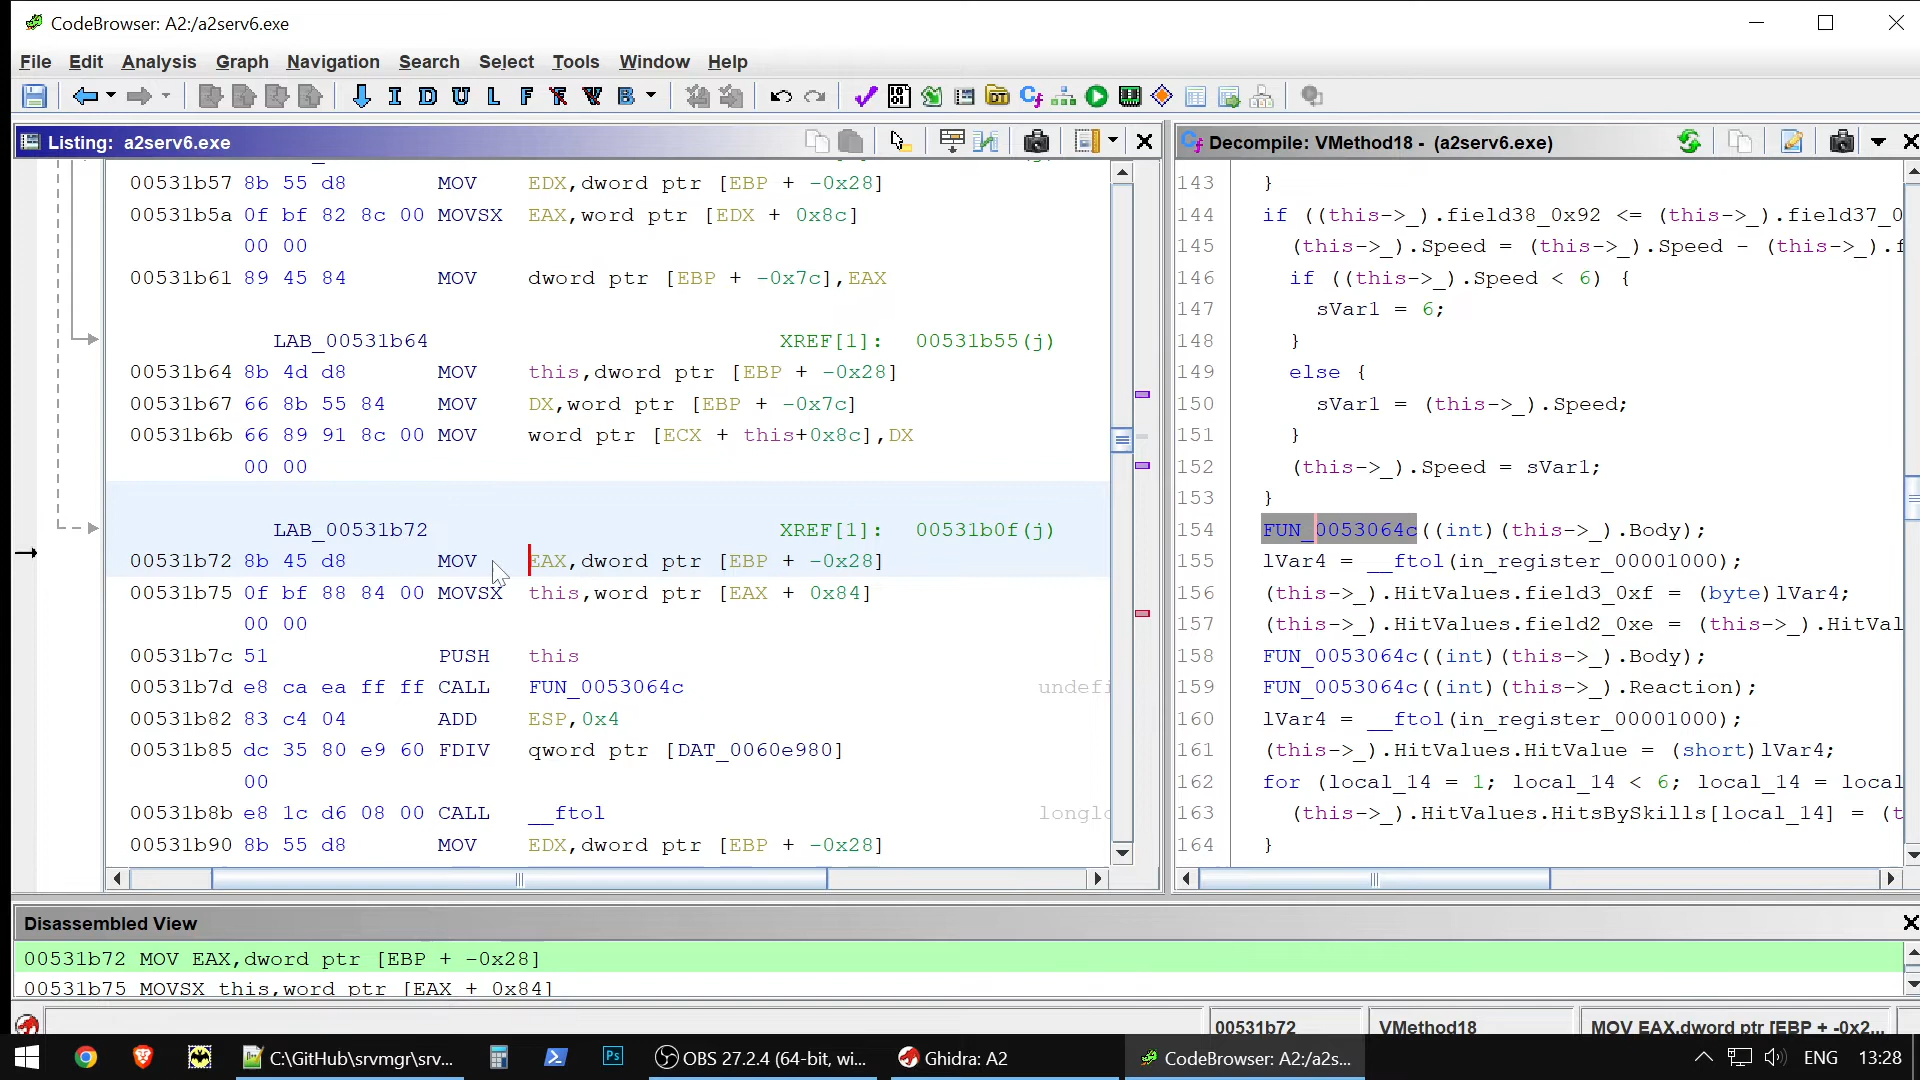 CodeBrowser: A2:/a2serv6.exe
File Edit Analysis Graph Navigation Search Select Tools Window Help
I D U L F B
Listing: a2serv6.exe
00531b57 8b 55 d8 MOV EDX,dword ptr [EBP + -0x28]
00531b5a 0f bf 82 8c 00 MOVSX EAX,word ptr [EDX + 0x8c]
00 00
00531b61 89 45 84 MOV dword ptr [EBP + -0x7c],EAX
LAB_00531b64 XREF[1]: 00531b55(j)
00531b64 8b 4d d8 MOV this,dword ptr [EBP + -0x28]
00531b67 66 8b 55 84 MOV DX,word ptr [EBP + -0x7c]
00531b6b 66 89 91 8c 00 MOV word ptr [ECX + this+0x8c],DX
00 00
LAB_00531b72 XREF[1]: 00531b0f(j)
00531b72 8b 45 d8 MOV EAX,dword ptr [EBP + -0x28]
00531b75 0f bf 88 84 00 MOVSX this,word ptr [EAX + 0x84]
00 00
00531b7c 51 PUSH this
00531b7d e8 ca ea ff ff CALL FUN_0053064c undefi
00531b82 83 c4 04 ADD ESP,0x4
00531b85 dc 35 80 e9 60 FDIV qword ptr [DAT_0060e980]
00
00531b8b e8 1c d6 08 00 CALL __ftol longlo
00531b90 8b 55 d8 MOV EDX,dword ptr [EBP + -0x28]
Decompile: VMethod18 - (a2serv6.exe)
143 }
144 if ((this->_).field38_0x92 <= (this->_).field37_0
145 (this->_).Speed = (this->_).Speed - (this->_).f
146 if ((this->_).Speed < 6) {
147 sVar1 = 6;
148 }
149 else {
150 sVar1 = (this->_).Speed;
151 }
152 (this->_).Speed = sVar1;
153 }
154 FUN_0053064c((int)(this->_).Body);
155 lVar4 = __ftol(in_register_00001000);
156 (this->_).HitValues.field3_0xf = (byte)lVar4;
157 (this->_).HitValues.field2_0xe = (this->_).HitVal
158 FUN_0053064c((int)(this->_).Body);
159 FUN_0053064c((int)(this->_).Reaction);
160 lVar4 = __ftol(in_register_00001000);
161 (this->_).HitValues.HitValue = (short)lVar4;
162 for (local_14 = 1; local_14 < 6; local_14 = local
163 (this->_).HitValues.HitsBySkills[local_14] = (t
164 }
Disassembled View
00531b72 MOV EAX,dword ptr [EBP + -0x28]
00531b75 MOVSX this,word ptr [EAX + 0x84]
00531b72 VMethod18 MOV EAX,dword ptr [EBP + -0x2...
C:\GitHub\srvmgr\srv... Ps OBS 27.2.4 (64-bit, wi... Ghidra: A2 CodeBrowser: A2:/a2s... ENG 13:28